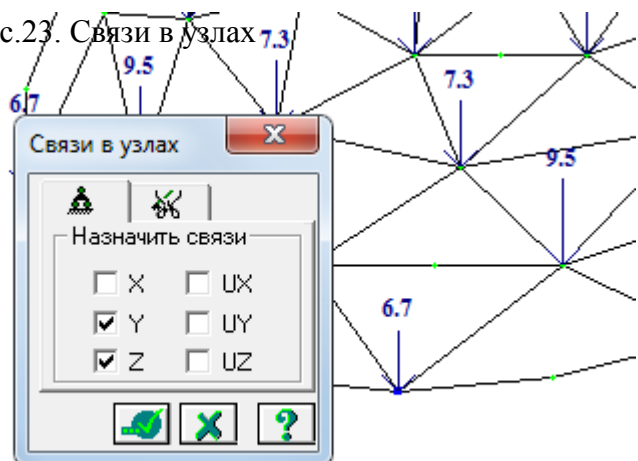 с.23. Связи в узлах
7.3
9.5
7.3
6.7
9.5
Связи в узлах
Назначить связи
X UX
Y UY
Z UZ
6.7